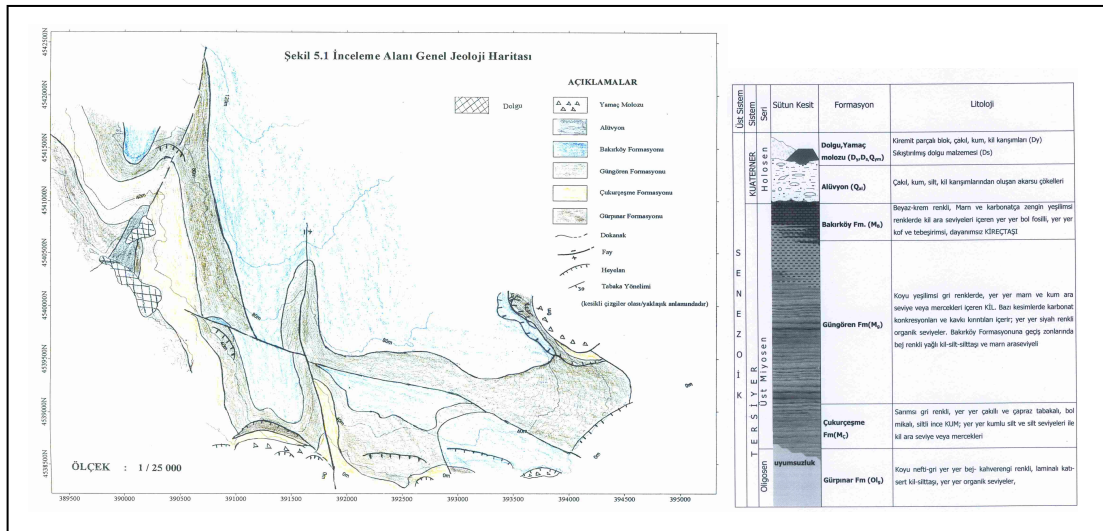 Şekil 5.1 İnceleme Alanı Genel Jeoloji Haritası
AÇIKLAMALAR
Dolgu
Yamaç Molozu
Alüvyon
Bakırköy Formasyonu
Güngören Formasyonu
Çukurçeşme Formasyonu
Gürpınar Formasyonu
Dokanak
Fay
Heyelan
Tabaka Yönelimi
(kesikli çizgiler olası/yaklaşık anlamındadır)
ÖLÇEK : 1 / 25 000
4542500N
4542000N
4541500N
4541000N
4540500N
4540000N
4539500N
4539000N
4538500N
389500
390000
390500
391000
391500
392000
392500
393000
393500
394000
394500
395000
Üst Sistem
Sistem
Seri
Sütun Kesit
Formasyon
Litoloji
SENEZOİK
KUATERNER
Holosen
Dolgu,Yamaç
Kiremit parçalı blok, çakıl, kum, kil karışımları (Dy)
Sıkıştırılmış dolgu malzemesi (Ds)
Alüvyon (Qal)
Çakıl, kum, silt, kil karışımlarından oluşan akarsu çökelleri
TERSİYER
Üst Miyosen
Bakırköy Fm. (Mb)
Beyaz-krem renkli, Marn ve karbonatça zengin yeşilimsi
renklerde kil ara seviyeleri içeren yer yer bol fosilli, yer yer
kof ve tebeşirimsi, dayanımsız KİREÇTAŞI
Güngören Fm(Mg)
Koyu yeşilimsi gri renklerde, yer yer marn ve kum ara
seviye veya mercekleri içeren KİL. Bazı kesimlerde karbonat
konkresyonları ve kavkı kırıntıları içerir; yer yer siyah renkli
organik seviyeler. Bakırköy Formasyonuna geçiş zonlarında
bej renkli yağlı kil-silt-silttaşı ve marn araseviyeli
Çukurçeşme
Fm(Mç)
Sarımsı gri renkli, yer yer çakıllı ve çapraz tabakalı, bol
mikalı, siltli ince KUM; yer yer kumlu silt ve silt seviyeleri ile
kil ara seviye veya mercekleri
Oligosen
uyumsuzluk
Gürpınar Fm (Olg)
Koyu nefti-gri yer yer bej- kahverengi renkli, laminalı katı-
sert kil-silttaşı, yer yer organik seviyeler,